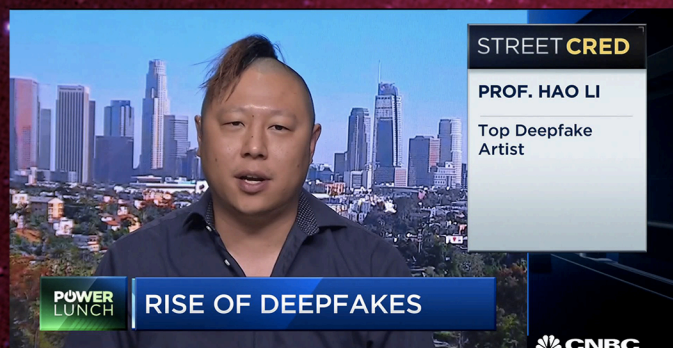 STREET CRED
PROF. HAO LI
Top Deepfake
Artist
POWER
LUNCH
RISE OF DEEPFAKES
CNBC